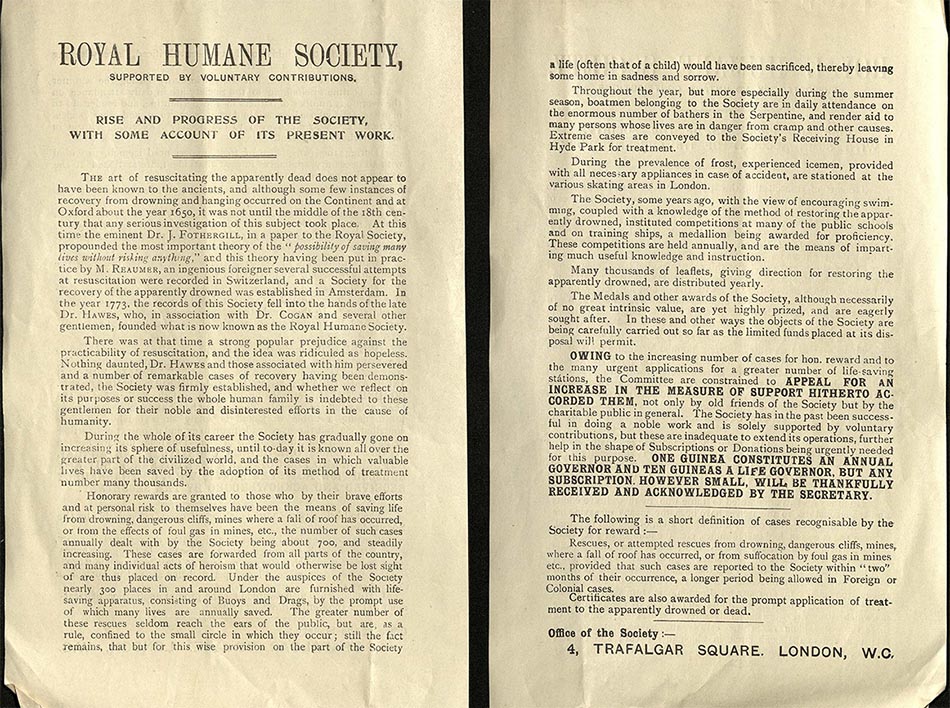 ROYAL HUMANE SOCIETY,
SUPPORTED BY VOLUNTARY CONTRIBUTIONS.
RISE AND PROGRESS OF THE SOCIETY,
WITH SOME ACCOUNT OF ITS PRESENT WORK.
THE art of resuscitating the apparently dead does not appear to
have been known to the ancients, and although some few instances of
recovery from drowning and hanging occurred on the Continent and at
Oxford about the year 1650, it was not until the middle of the 18th cen-
tury that any serious investigation of this subject took place. At this
time the eminent Dr. J. FOTHERGILL, in a paper to the Royal Society,
propounded the most important theory of the "possibility of saving many
lives without risking anything," and this theory having been put in prac-
tice by M. REAUMER, an ingenious foreigner several successful attempts
at resuscitation were recorded in Switzerland, and a Society for the
recovery of the apparently drowned was established in Amsterdam. In
the year 1773, the records of this Society fell into the hands of the late
Dr. HAWES, who, in association with Dr. COGAN and several other
gentlemen, founded what is now known as the Royal Humane Society.
There was at that time a strong popular prejudice against the
practicability of resuscitation, and the idea was ridiculed as hopeless.
Nothing daunted, Dr. HAWES and those associated with him persevered
and a number of remarkable cases of recovery having been demons-
trated, the Society was firmly established, and whether we reflect on
its purposes or success the whole human family is indebted to these
gentlemen for their noble and disinterested efforts in the cause of
humanity.
During the whole of its career the Society has gradually gone on
increasing its sphere of usefulness, until to-day it is known all over the
greater part of the civilized world, and the cases in which valuable
lives have been saved by the adoption of its method of treatment
number many thousands.
Honorary rewards are granted to those who by their brave efforts
and at personal risk to themselves have been the means of saving life
from drowning, dangerous cliffs, mines where a fall of roof has occurred,
or from the effects of foul gas in mines, etc., the number of such cases
annually dealt with by the Society being about 700, and steadily
increasing. These cases are forwarded from all parts of the country,
and many individual acts of heroism that would otherwise be lost sight
of are thus placed on record. Under the auspices of the Society
nearly 300 places in and around London are furnished with life-
saving apparatus, consisting of Buoys and Drags, by the prompt use
of which many lives are annually saved. The greater number of
these rescues seldom reach the ears of the public, but are, as a
rule, confined to the small circle in which they occur; still the fact
remains, that but for this wise provision on the part of the Society
a life (often that of a child) would have been sacrificed, thereby leaving
some home in sadness and sorrow.
Throughout the year, but more especially during the summer
season, boatmen belonging to the Society are in daily attendance on
the enormous number of bathers in the Serpentine, and render aid to
many persons whose lives are in danger from cramp and other causes.
Extreme cases are conveyed to the Society's Receiving House in
Hyde Park for treatment.
During the prevalence of frost, experienced icemen, provided
with all necessary appliances in case of accident, are stationed at the
various skating areas in London.
The Society, some years ago, with the view of encouraging swim-
ming, coupled with a knowledge of the method of restoring the appar-
ently drowned, instituted competitions at many of the public schools
and on training ships, a medallion being awarded for proficiency.
These competitions are held annually, and are the means of impart-
ing much useful knowledge and instruction.
Many thousands of leaflets, giving direction for restoring the
apparently drowned, are distributed yearly.
The Medals and other awards of the Society, although necessarily
of no great intrinsic value, are yet highly prized, and are eagerly
sought after. In these and other ways the objects of the Society are
being carefully carried out so far as the limited funds placed at its dis-
posal will permit.
OWING to the increasing number of cases for hon. reward and to
the many urgent applications for a greater number of life-saving
stations, the Committee are constrained to APPEAL FOR AN
INCREASE IN THE MEASURE OF SUPPORT HITHERTO AC-
CORDED THEM, not only by old friends of the Society but by the
charitable public in general. The Society has in the past been success-
ful in doing a noble work and is solely supported by voluntary
contributions, but these are inadequate to extend its operations, further
help in the shape of Subscriptions or Donations being urgently needed
for this purpose. ONE GUINEA CONSTITUTES AN ANNUAL
GOVERNOR AND TEN GUINEAS A LIFE GOVERNOR, BUT ANY
SUBSCRIPTION, HOWEVER SMALL, WILL BE THANKFULLY
RECEIVED AND ACKNOWLEDGED BY THE SECRETARY.
The following is a short definition of cases recognisable by the
Society for reward :—
Rescues, or attempted rescues from drowning, dangerous cliffs, mines,
where a fall of roof has occurred, or from suffocation by foul gas in mines
etc., provided that such cases are reported to the Society within "two"
months of their occurrence, a longer period being allowed in Foreign or
Colonial cases.
Certificates are also awarded for the prompt application of treat-
ment to the apparently drowned or dead.
Office of the Society :—
4, TRAFALGAR SQUARE. LONDON, W.C.